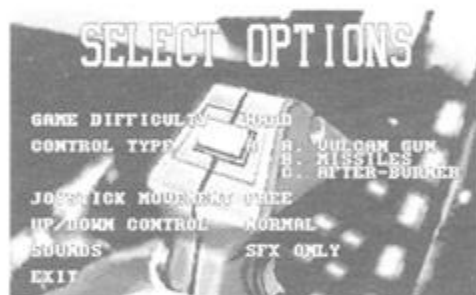 SELECT OPTIONS
GAME DIFFICULTY HARD
CONTROL TYPE A A. VULCAN GUN
B. MISSILES
C. AFTER-BURNER
JOYSTICK MOVEMENT FREE
UP/DOWN CONTROL NORMAL
SOUNDS SFX ONLY
EXIT